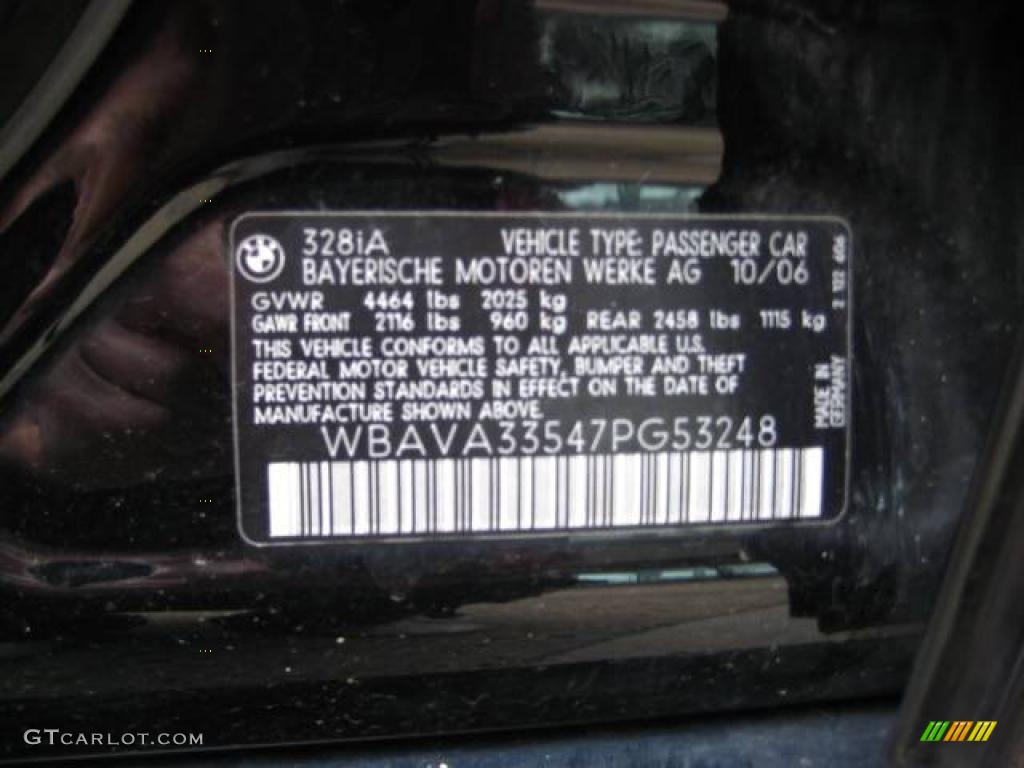 328iA VEHICLE TYPE: PASSENGER CAR
BAYERISCHE MOTOREN WERKE AG 10/06
GVWR 4464 lbs 2025 kg
GAWR FRONT 2116 lbs 960 kg REAR 2458 lbs 1115 kg
THIS VEHICLE CONFORMS TO ALL APPLICABLE U.S.
FEDERAL MOTOR VEHICLE SAFETY, BUMPER AND THEFT
PREVENTION STANDARDS IN EFFECT ON THE DATE OF
MANUFACTURE SHOWN ABOVE.
WBAVA33547PG53248
2 122 606
MADE IN
GERMANY
GTCARLOT.COM